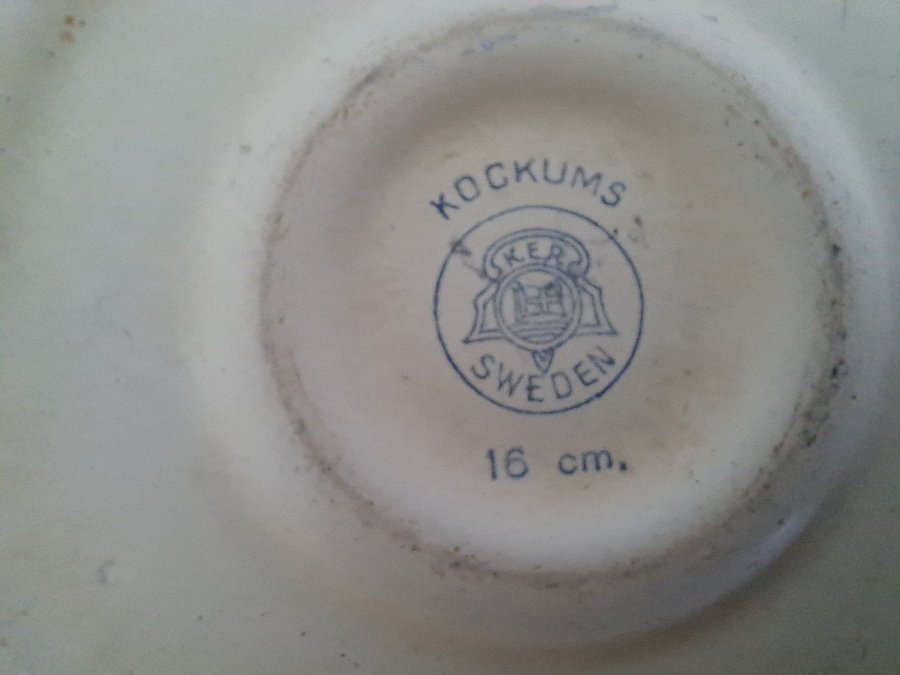 KOCKUMS
KER
SWEDEN
16 cm.